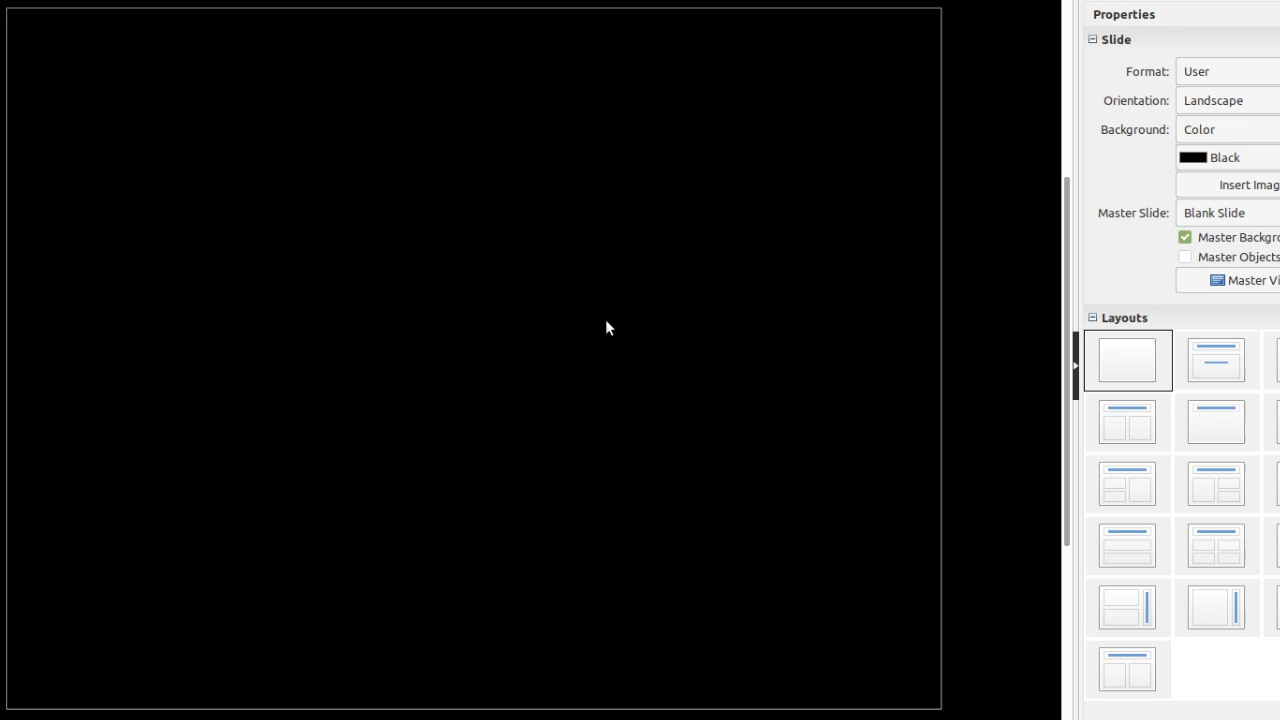 Properties
Slide
Format: User
Orientation: Landscape
Background: Color
Black
Insert Imag
Master Slide: Blank Slide
Master Backgro
Master Objects
Master Vi
Layouts